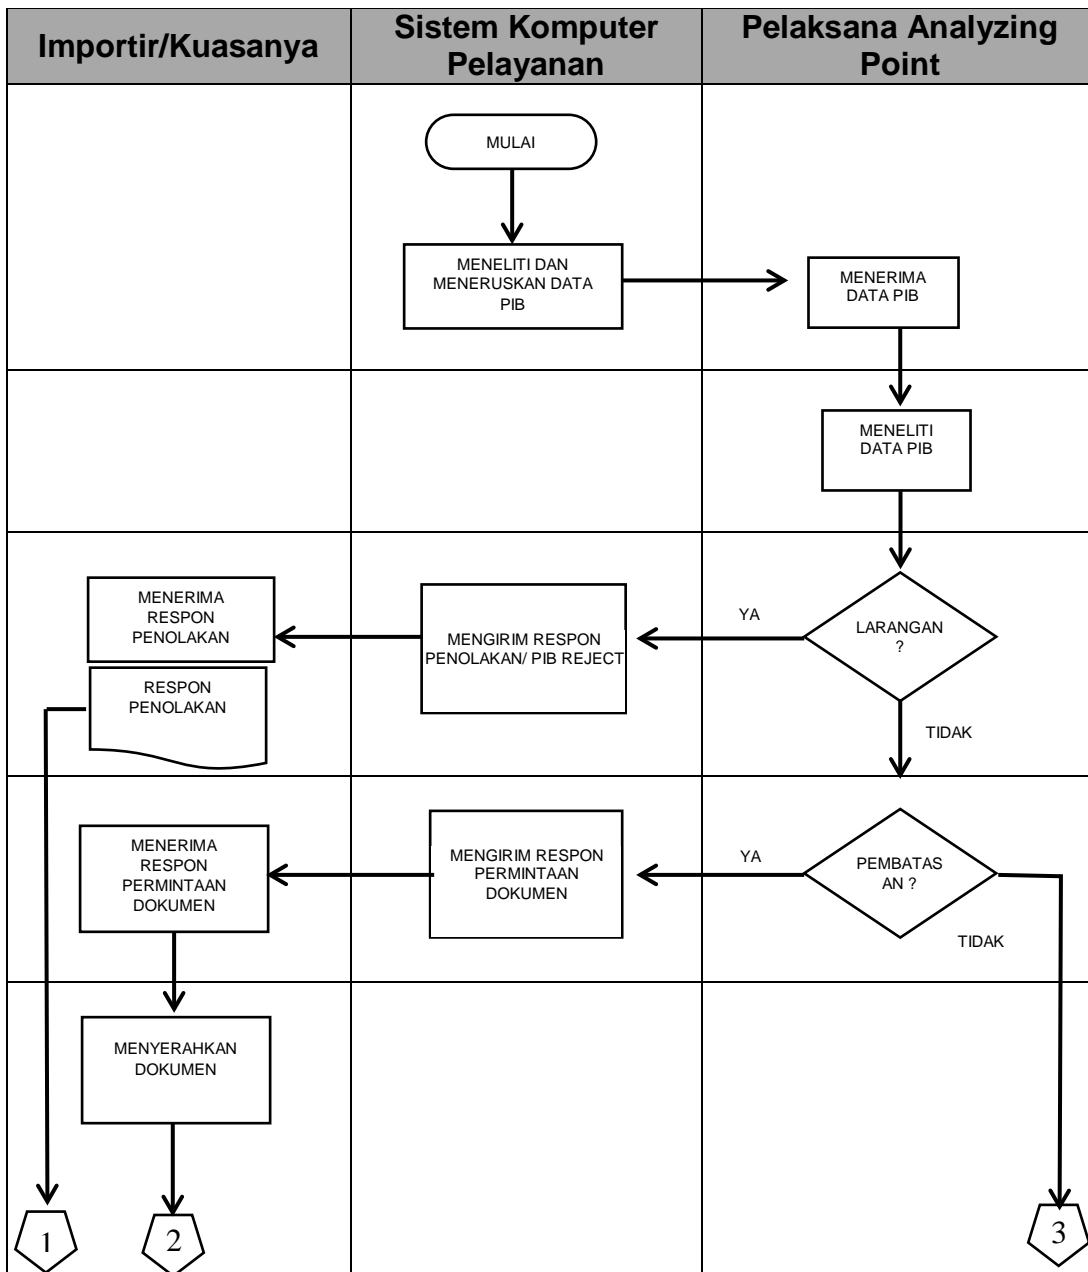 Importir/Kuasanya
Sistem Komputer
Pelayanan
Pelaksana Analyzing
Point
MULAI
MENELITI DAN
MENERUSKAN DATA
PIB
MENERIMA
DATA PIB
MENELITI
DATA PIB
MENERIMA
RESPON
PENOLAKAN
MENGIRIM RESPON
PENOLAKAN/ PIB REJECT
YA
LARANGAN
?
RESPON
PENOLAKAN
TIDAK
MENERIMA
RESPON
PERMINTAAN
DOKUMEN
MENGIRIM RESPON
PERMINTAAN
DOKUMEN
YA
PEMBATAS
AN ?
TIDAK
MENYERAHKAN
DOKUMEN
1
2
3